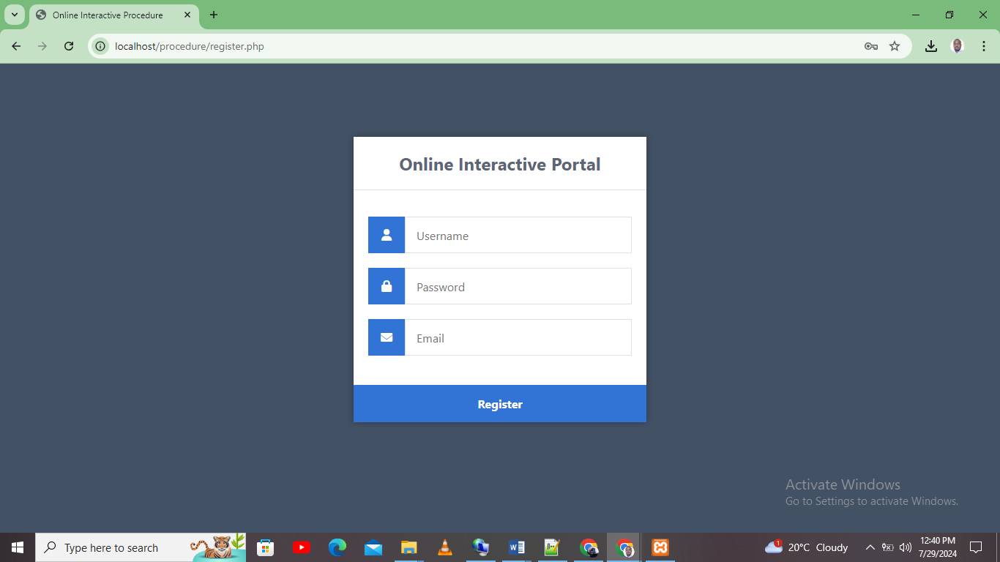 Online Interactive Procedure
localhost/procedure/register.php
Online Interactive Portal
Username
Password
Email
Register
Activate Windows
Go to Settings to activate Windows.
Type here to search
1
20°C Cloudy
12:40 PM
7/29/2024